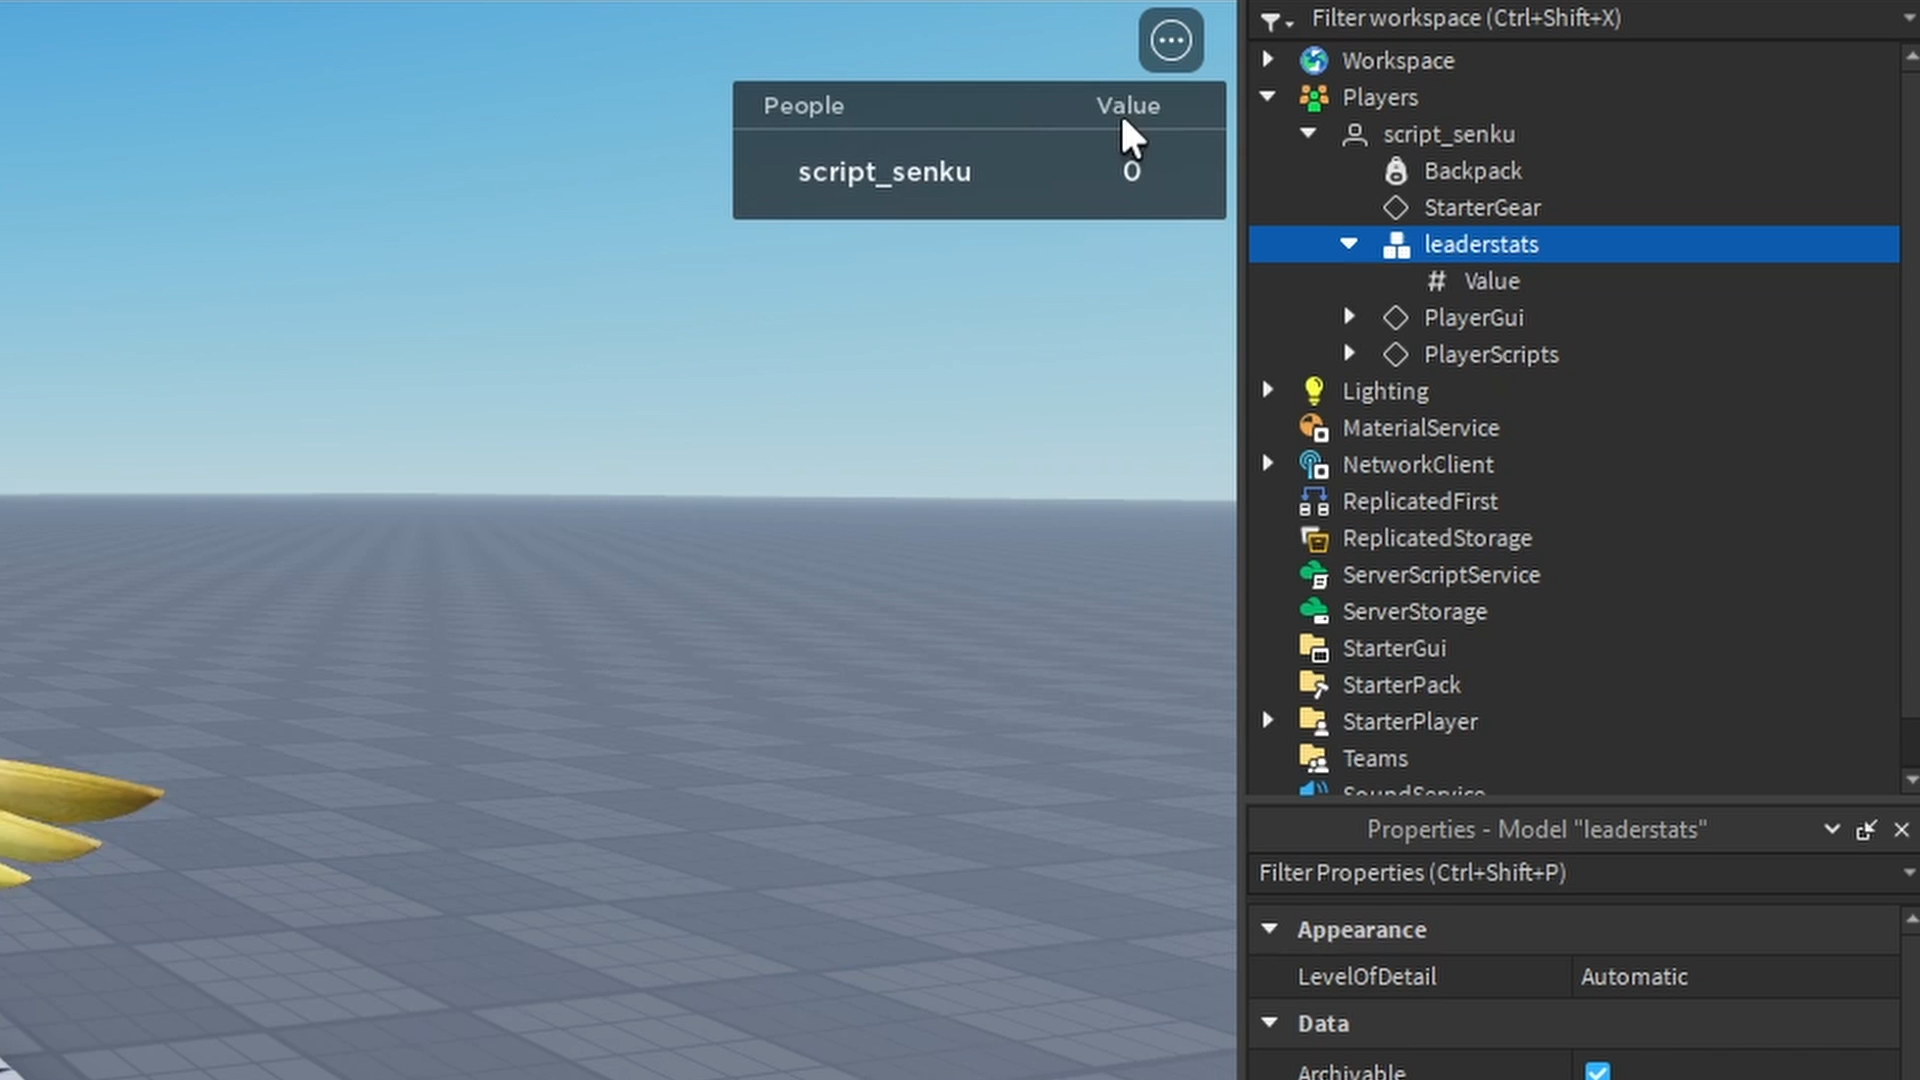 People Value
script_senku 0
Filter workspace (Ctrl+Shift+X)
Workspace
Players
script_senku
Backpack
StarterGear
leaderstats
# Value
PlayerGui
PlayerScripts
Lighting
MaterialService
NetworkClient
ReplicatedFirst
ReplicatedStorage
ServerScriptService
ServerStorage
StarterGui
StarterPack
StarterPlayer
Teams
SoundService
Properties - Model "leaderstats"
Filter Properties (Ctrl+Shift+P)
Appearance
LevelOfDetail Automatic
Data
Archivable